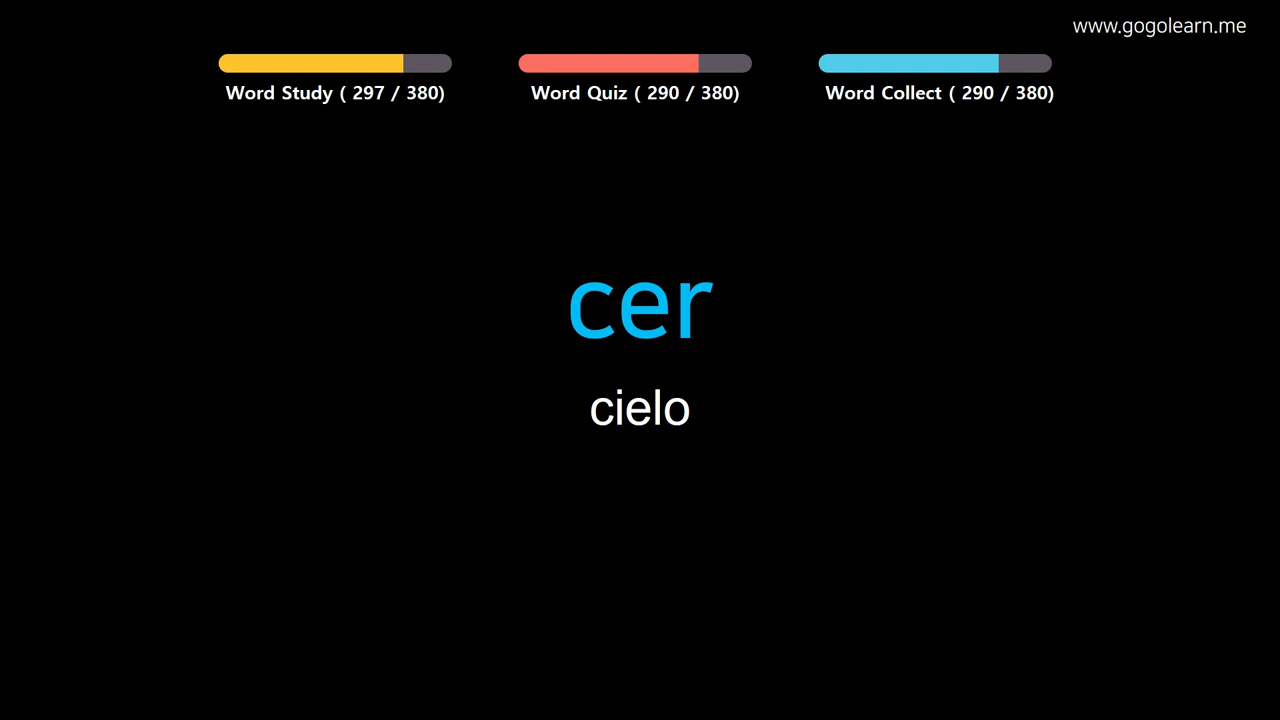 www.gogolearn.me
Word Study ( 297 / 380)
Word Quiz ( 290 / 380)
Word Collect ( 290 / 380)
cer
cielo